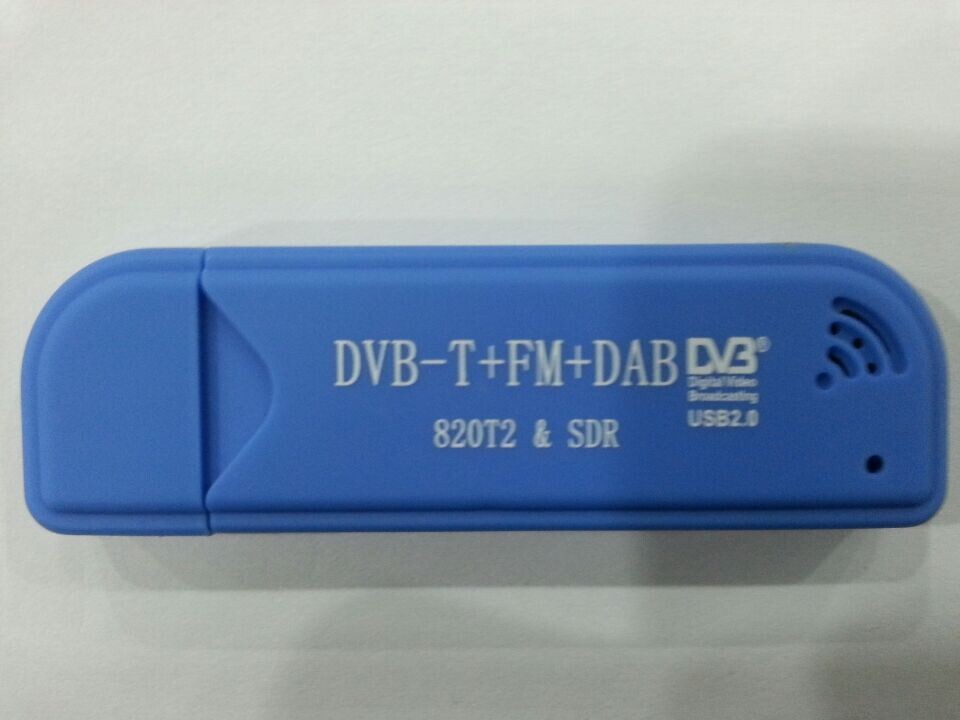 DVB-T+FM+DAB
820T2 & SDR
DVB®
Digital Video
Broadcasting
USB2.0